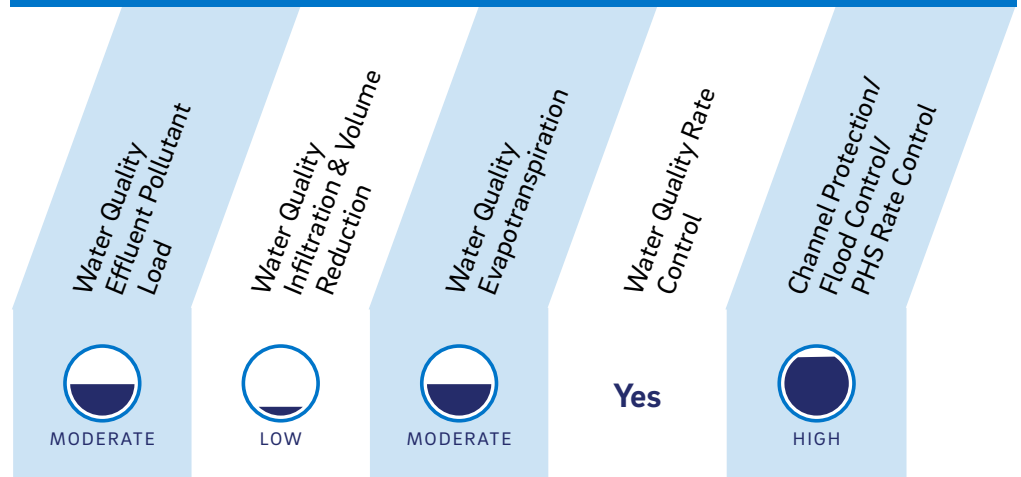 Water Quality
Effluent Pollutant
Load
Water Quality
Infiltration & Volume
Reduction
Water Quality
Evapotranspiration
Water Quality Rate
Control
Channel Protection/
Flood Control/
PHS Rate Control
MODERATE
LOW
MODERATE
Yes
HIGH